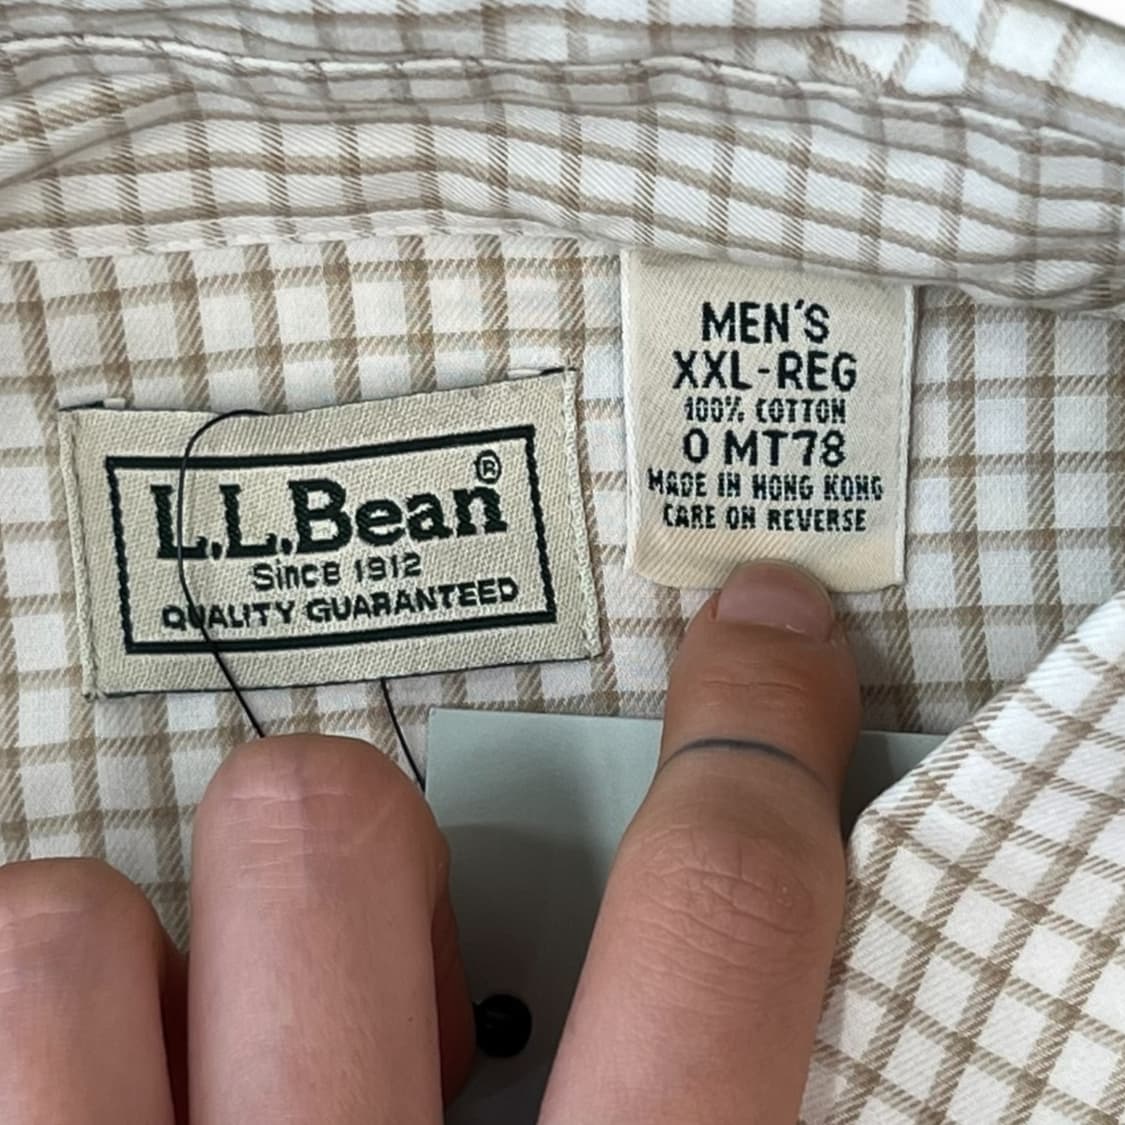 L.L.Bean®
Since 1912
QUALITY GUARANTEED
MEN'S
XXL-REG
100% COTTON
0 MT78
MADE IN HONG KONG
CARE ON REVERSE